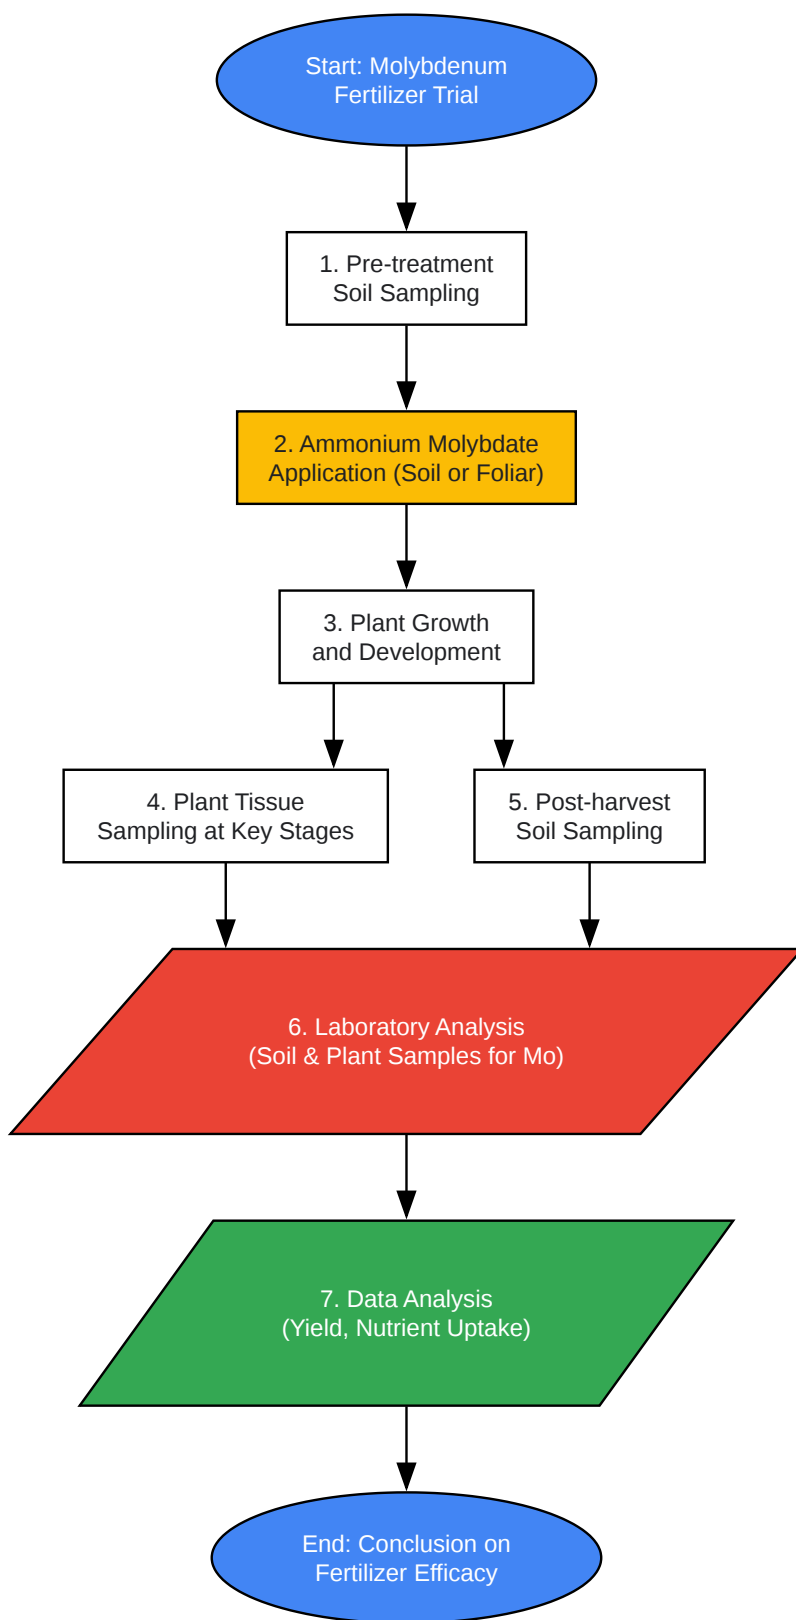 Start: Molybdenum
Fertilizer Trial
1. Pre-treatment
Soil Sampling
2. Ammonium Molybdate
Application (Soil or Foliar)
3. Plant Growth
and Development
4. Plant Tissue
Sampling at Key Stages
5. Post-harvest
Soil Sampling
6. Laboratory Analysis
(Soil & Plant Samples for Mo)
7. Data Analysis
(Yield, Nutrient Uptake)
End: Conclusion on
Fertilizer Efficacy